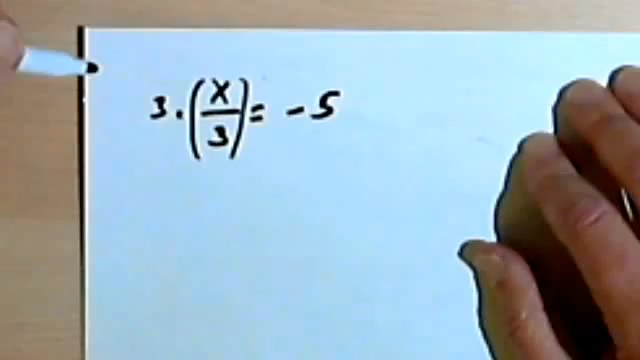 3 · (x/3) = -5